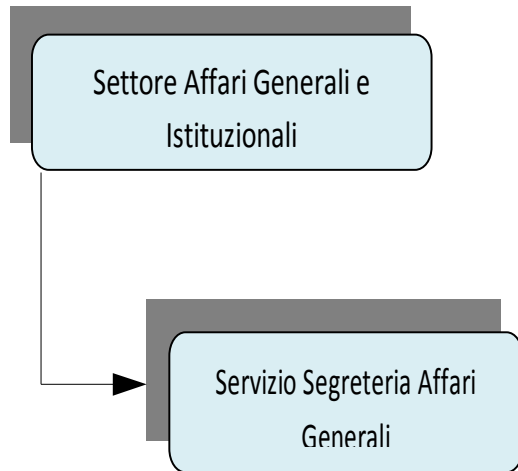 Settore Affari Generali e
Istituzionali
Servizio Segreteria Affari
Generali